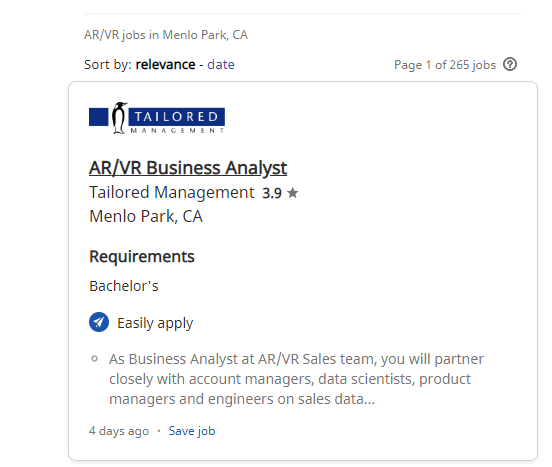 AR/VR jobs in Menlo Park, CA
Sort by: relevance - date
Page 1 of 265 jobs ?
TAILORED
MANAGEMENT
AR/VR Business Analyst
Tailored Management 3.9 ★
Menlo Park, CA
Requirements
Bachelor's
Easily apply
As Business Analyst at AR/VR Sales team, you will partner
closely with account managers, data scientists, product
managers and engineers on sales data...
4 days ago · Save job